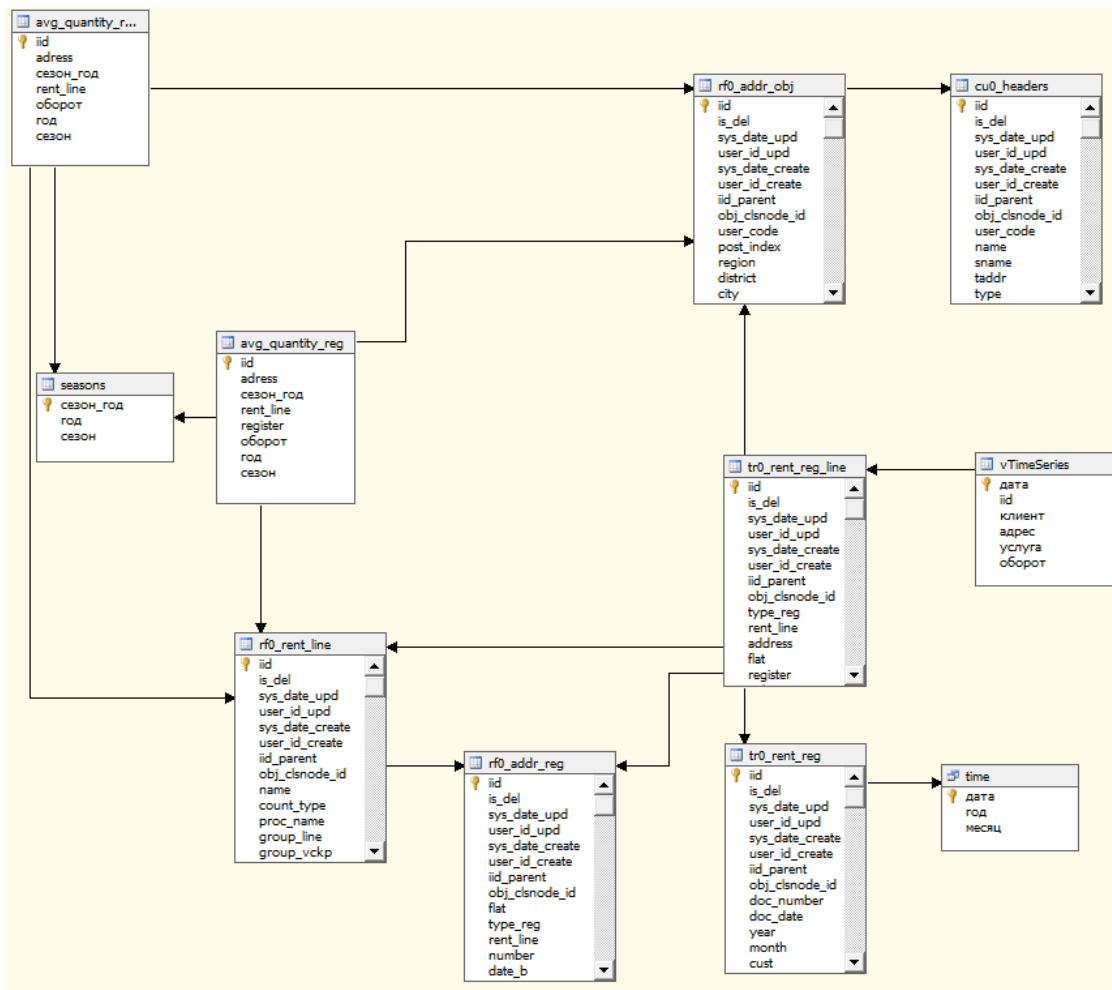 avg_quantity_r...
iid
adress
сезон_год
rent_line
оборот
год
сезон
rf0_addr_obj
iid
is_del
sys_date_upd
user_id_upd
sys_date_create
user_id_create
iid_parent
obj_clsnode_id
user_code
post_index
region
district
city
cu0_headers
iid
is_del
sys_date_upd
user_id_upd
sys_date_create
user_id_create
iid_parent
obj_clsnode_id
user_code
name
sname
taddr
type
avg_quantity_reg
iid
adress
сезон_год
rent_line
register
оборот
год
сезон
seasons
сезон_год
год
сезон
tr0_rent_reg_line
iid
is_del
sys_date_upd
user_id_upd
sys_date_create
user_id_create
iid_parent
obj_clsnode_id
type_reg
rent_line
address
flat
register
vTimeSeries
дата
iid
клиент
адрес
услуга
оборот
rf0_rent_line
iid
is_del
sys_date_upd
user_id_upd
sys_date_create
user_id_create
iid_parent
obj_clsnode_id
name
count_type
proc_name
group_line
group_vckp
rf0_addr_reg
iid
is_del
sys_date_upd
user_id_upd
sys_date_create
user_id_create
iid_parent
obj_clsnode_id
flat
type_reg
rent_line
number
date_b
tr0_rent_reg
iid
is_del
sys_date_upd
user_id_upd
sys_date_create
user_id_create
iid_parent
obj_clsnode_id
doc_number
doc_date
year
month
cust
time
дата
год
месяц